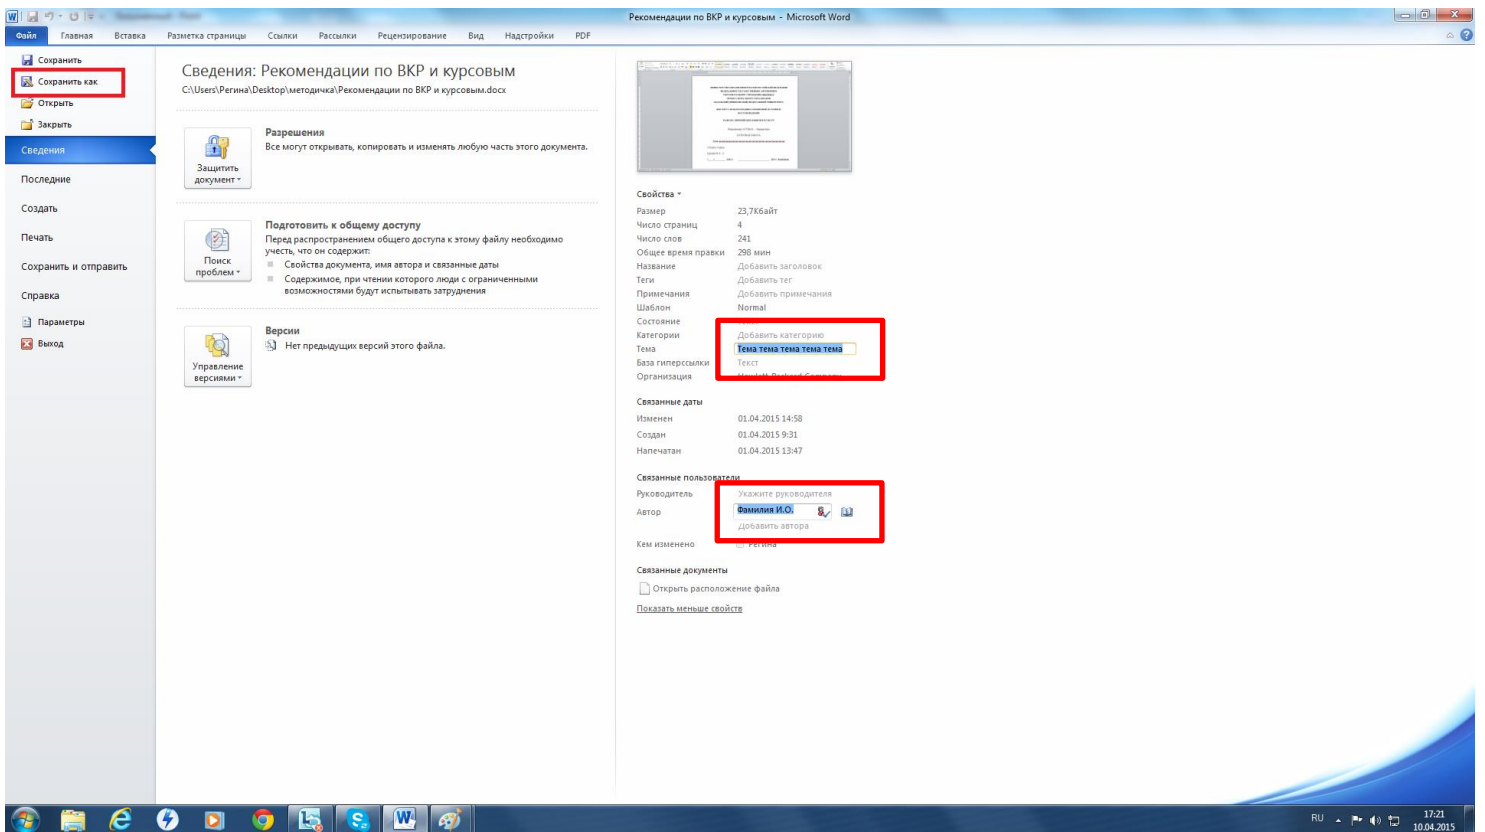 Рекомендации по ВКР и курсовым - Microsoft Word
Файл Главная Вставка Разметка страницы Ссылки Рассылки Рецензирование Вид Надстройки PDF
Сохранить
Сохранить как
Открыть
Закрыть
Сведения
Последние
Создать
Печать
Сохранить и отправить
Справка
Параметры
Выход
Сведения: Рекомендации по ВКР и курсовым
C:\Users\Регина\Desktop\методичка\Рекомендации по ВКР и курсовым.docx
Защитить
документ
Разрешения
Все могут открывать, копировать и изменять любую часть этого документа.
Поиск
проблем
Подготовить к общему доступу
Перед распространением общего доступа к этому файлу необходимо
учесть, что он содержит:
Свойства документа, имя автора и связанные даты
Содержимое, при чтении которого люди с ограниченными
возможностями будут испытывать затруднения
Управление
версиями
Версии
Нет предыдущих версий этого файла.
Свойства
Размер 23,7Кбайт
Число страниц 4
Число слов 241
Общее время правки 298 мин
Название Добавить заголовок
Теги Добавить тег
Примечания Добавить примечания
Шаблон Normal
Состояние
Категории Добавить категорию
Тема Тема тема тема тема тема
База гиперссылки Текст
Организация Hewlett-Packard Company
Связанные даты
Изменен 01.04.2015 14:58
Создан 01.04.2015 9:31
Напечатан 01.04.2015 13:47
Связанные пользователи
Руководитель Укажите руководителя
Автор Фамилия И.О.
Добавить автора
Кем изменено Регина
Связанные документы
Открыть расположение файла
Показать меньше свойств
RU 17:21
10.04.2015